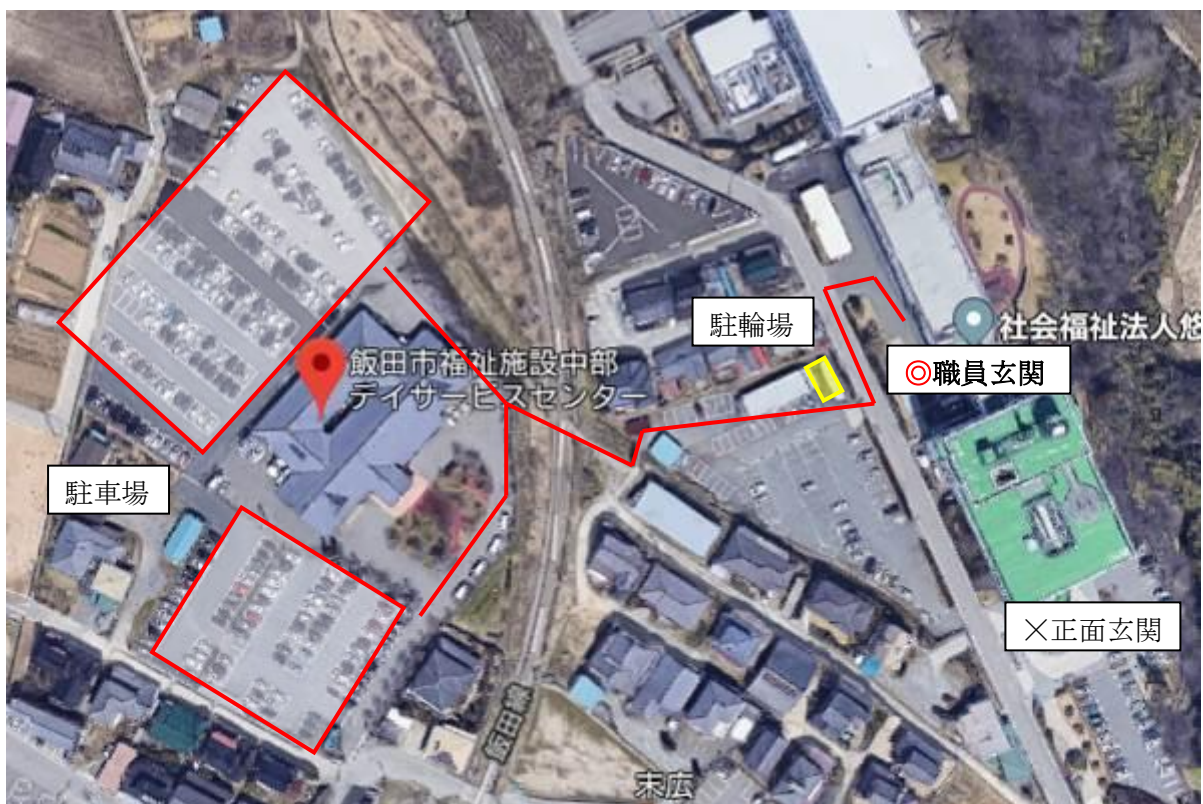 駐輪場
社会福祉法人悠
飯田市福祉施設中部
デイサービスセンター
◎職員玄関
駐車場
×正面玄関
飯田線
末広